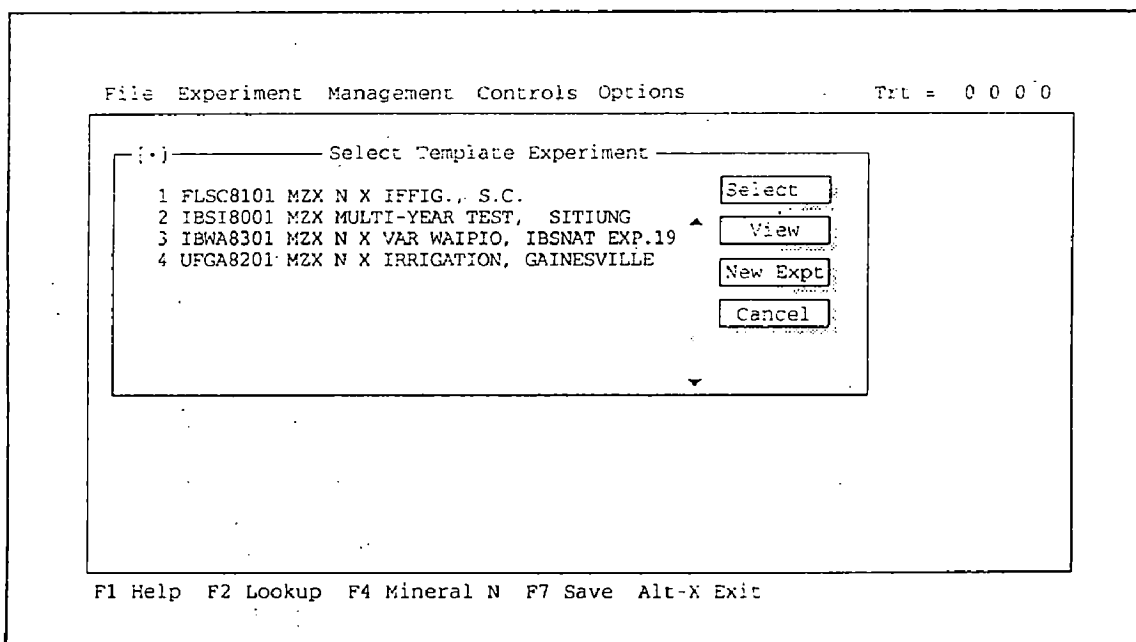 File Experiment Management Controls Options Trt = 0 0 0 0
Select Template Experiment
1 FLSC8101 MZX N X IFFIG., S.C.
2 IBSI8001 MZX MULTI-YEAR TEST, SITIUNG
3 IBWA8301 MZX N X VAR WAIPIO, IBSNAT EXP.19
4 UFGA8201 MZX N X IRRIGATION, GAINESVILLE
Select
View
New Expt
Cancel
F1 Help F2 Lookup F4 Mineral N F7 Save Alt-X Exit